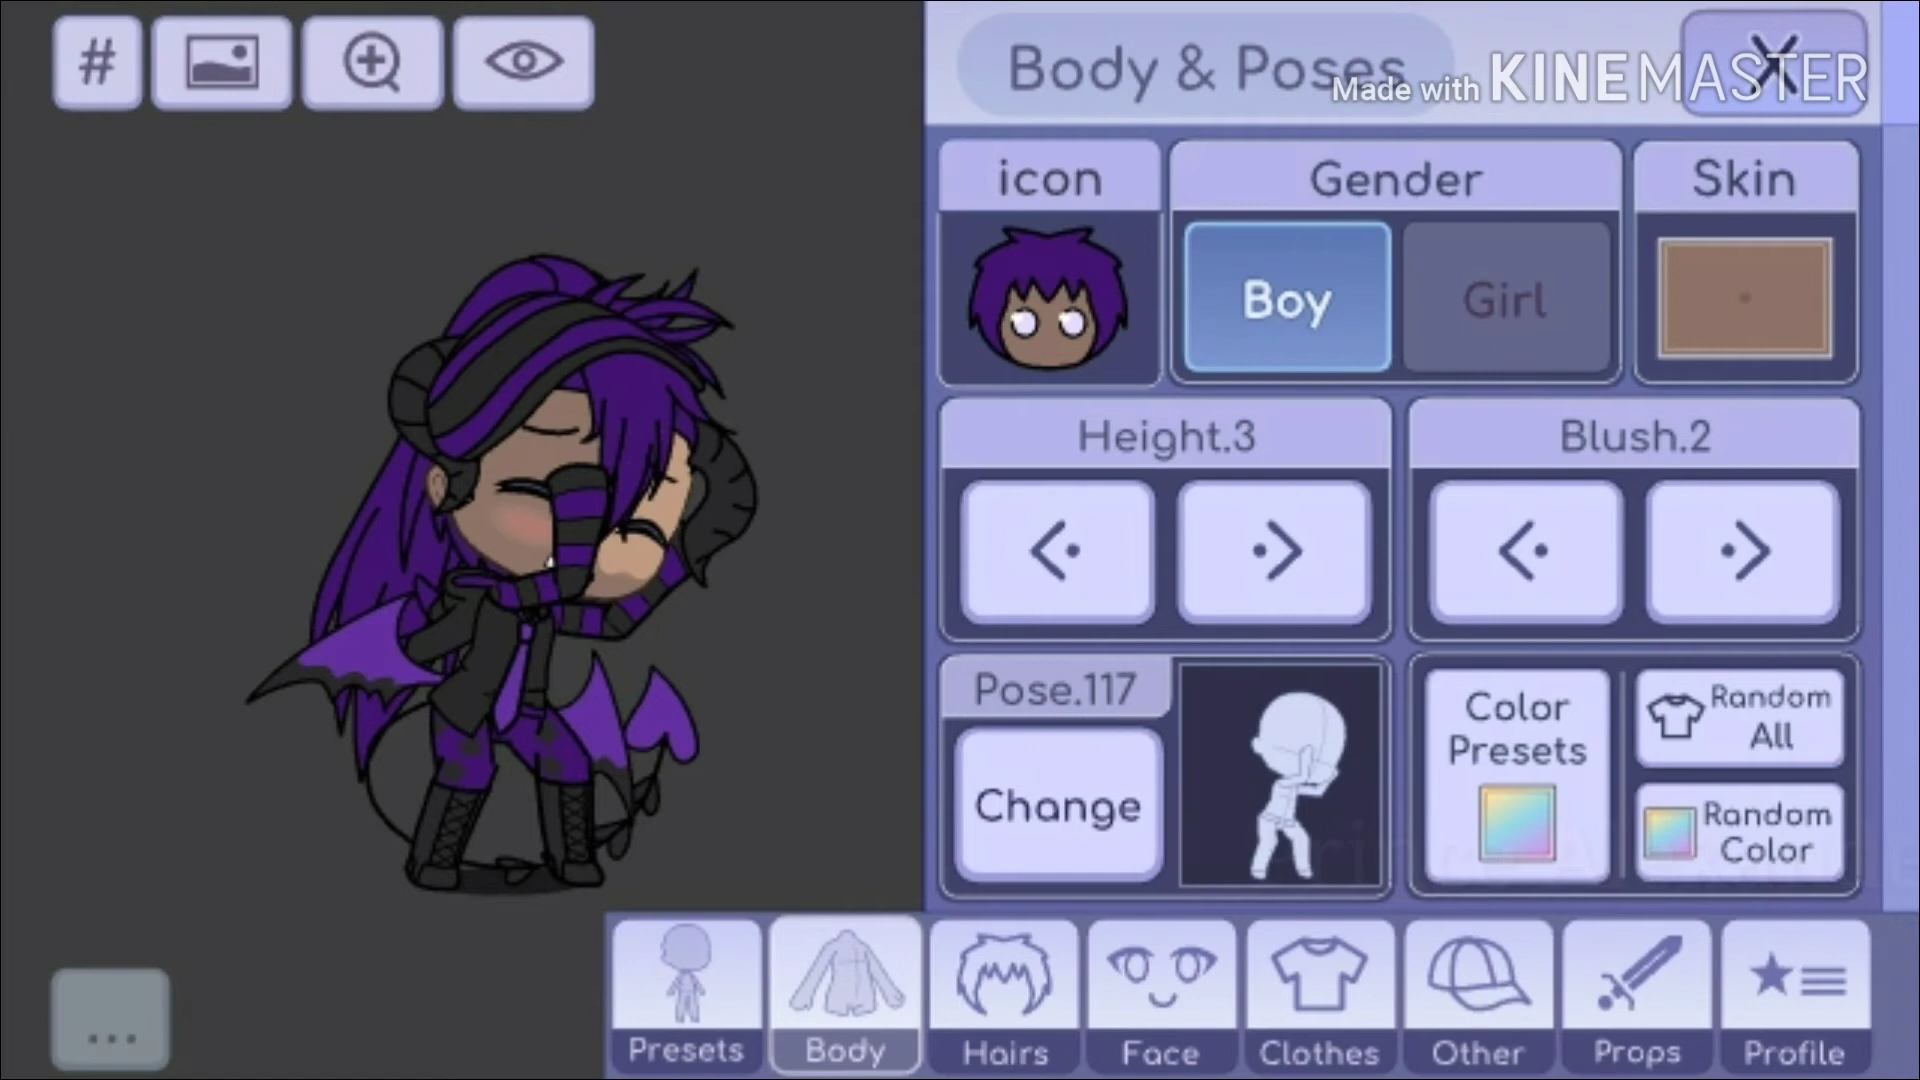 #
Body & Poses
Made with KINEMASTER
X
icon
Gender
Skin
Boy
Girl
Height.3
Blush.2
Pose.117
Change
Color
Presets
Random
All
Random
Color
...
Presets
Body
Hairs
Face
Clothes
Other
Props
Profile